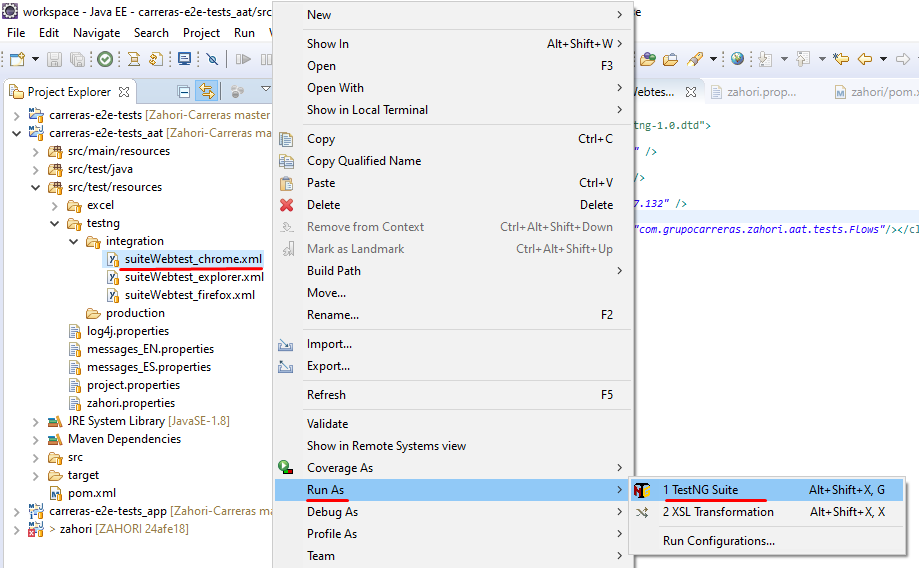 workspace - Java EE - carreras-e2e-tests_aat/src
File Edit Navigate Search Project Run
Project Explorer
carreras-e2e-tests [Zahori-Carreras master
carreras-e2e-tests_aat [Zahori-Carreras ma
src/main/resources
src/test/java
src/test/resources
excel
testng
integration
suiteWebtest_chrome.xml
suiteWebtest_explorer.xml
suiteWebtest_firefox.xml
production
log4j.properties
messages_EN.properties
messages_ES.properties
project.properties
zahori.properties
JRE System Library [JavaSE-1.8]
Maven Dependencies
src
target
pom.xml
carreras-e2e-tests_app [Zahori-Carreras
> zahori [ZAHORI 24afe18]
New
Show In Alt+Shift+W
Open F3
Open With
Show in Local Terminal
Copy Ctrl+C
Copy Qualified Name
Paste Ctrl+V
Delete Delete
Remove from Context Ctrl+Alt+Shift+Down
Mark as Landmark Ctrl+Alt+Shift+Up
Build Path
Move...
Rename... F2
Import...
Export...
Refresh F5
Validate
Show in Remote Systems view
Coverage As
Run As
Debug As
Profile As
Team
1 TestNG Suite Alt+Shift+X, G
2 XSL Transformation Alt+Shift+X, X
Run Configurations...
ebtes... zahori.prop... zahori/pom.x
tng-1.0.dtd">
" />
/>
7.132" />
"com.grupocarreras.zahori.aat.tests.Flows"/></cl